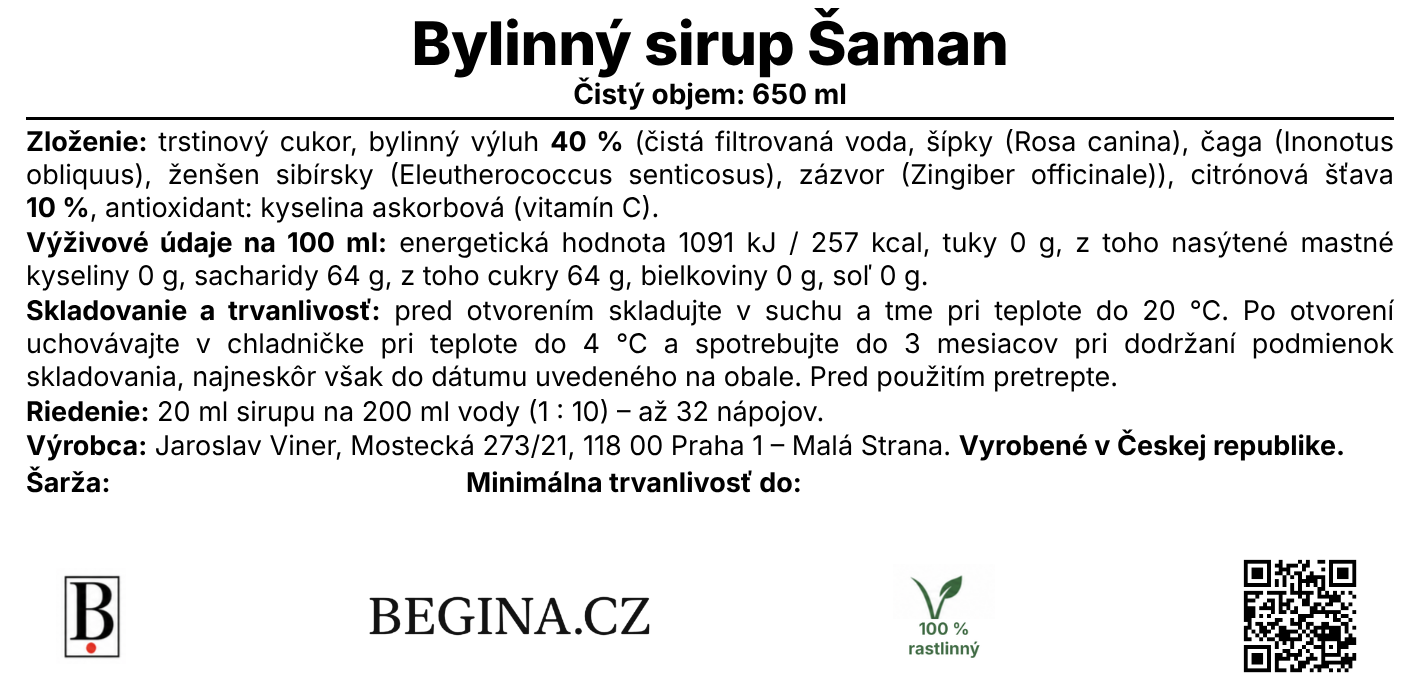 Bylinný sirup Šaman
Čistý objem: 650 ml
Zloženie: trstinový cukor, bylinný výluh 40 % (čistá filtrovaná voda, šípky (Rosa canina), čaga (Inonotus
obliquus), ženšen sibírsky (Eleutherococcus senticosus), zázvor (Zingiber officinale)), citrónová šťava
10 %, antioxidant: kyselina askorbová (vitamín C).
Výživové údaje na 100 ml: energetická hodnota 1091 kJ / 257 kcal, tuky 0 g, z toho nasýtené mastné
kyseliny 0 g, sacharidy 64 g, z toho cukry 64 g, bielkoviny 0 g, soľ 0 g.
Skladovanie a trvanlivosť: pred otvorením skladujte v suchu a tme pri teplote do 20 °C. Po otvorení
uchovávajte v chladničke pri teplote do 4 °C a spotrebujte do 3 mesiacov pri dodržaní podmienok
skladovania, najneskôr však do dátumu uvedeného na obale. Pred použitím pretrepte.
Riedenie: 20 ml sirupu na 200 ml vody (1 : 10) – až 32 nápojov.
Výrobca: Jaroslav Viner, Mostecká 273/21, 118 00 Praha 1 – Malá Strana. Vyrobené v Českej republike.
Šarža: Minimálna trvanlivosť do:
B
BEGINA.CZ
100 %
rastlinný